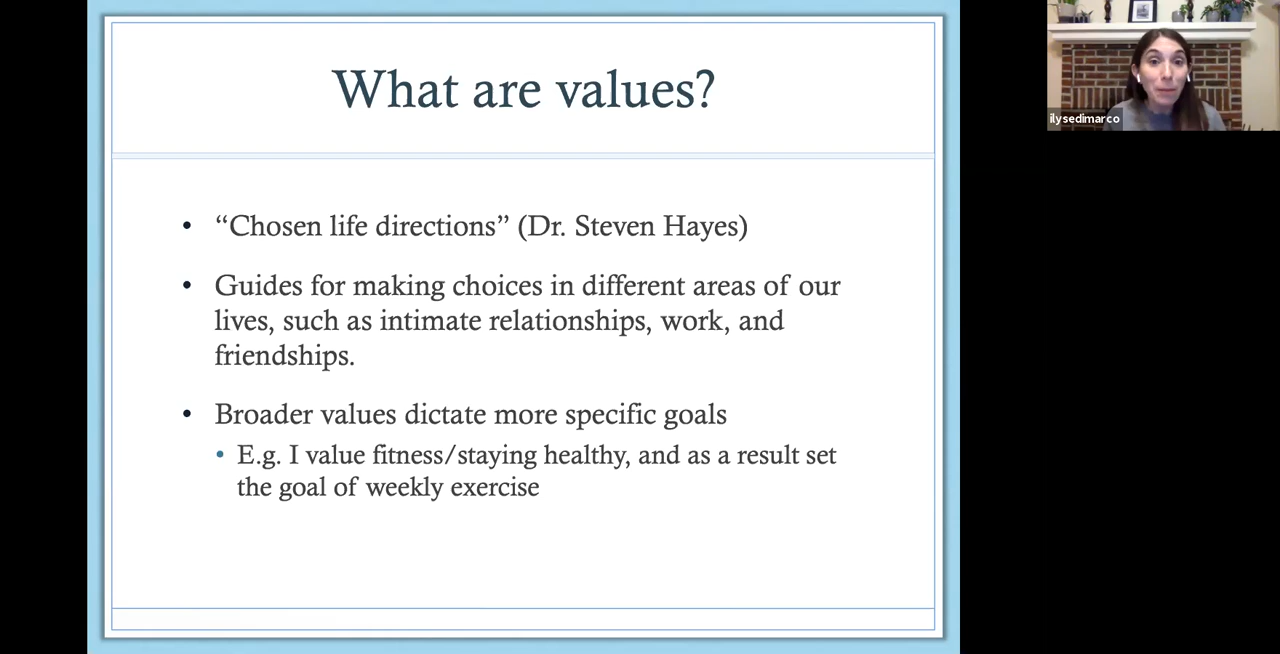 What are values?
• “Chosen life directions” (Dr. Steven Hayes)
• Guides for making choices in different areas of our
lives, such as intimate relationships, work, and
friendships.
• Broader values dictate more specific goals
• E.g. I value fitness/staying healthy, and as a result set
the goal of weekly exercise
ilysedimarco